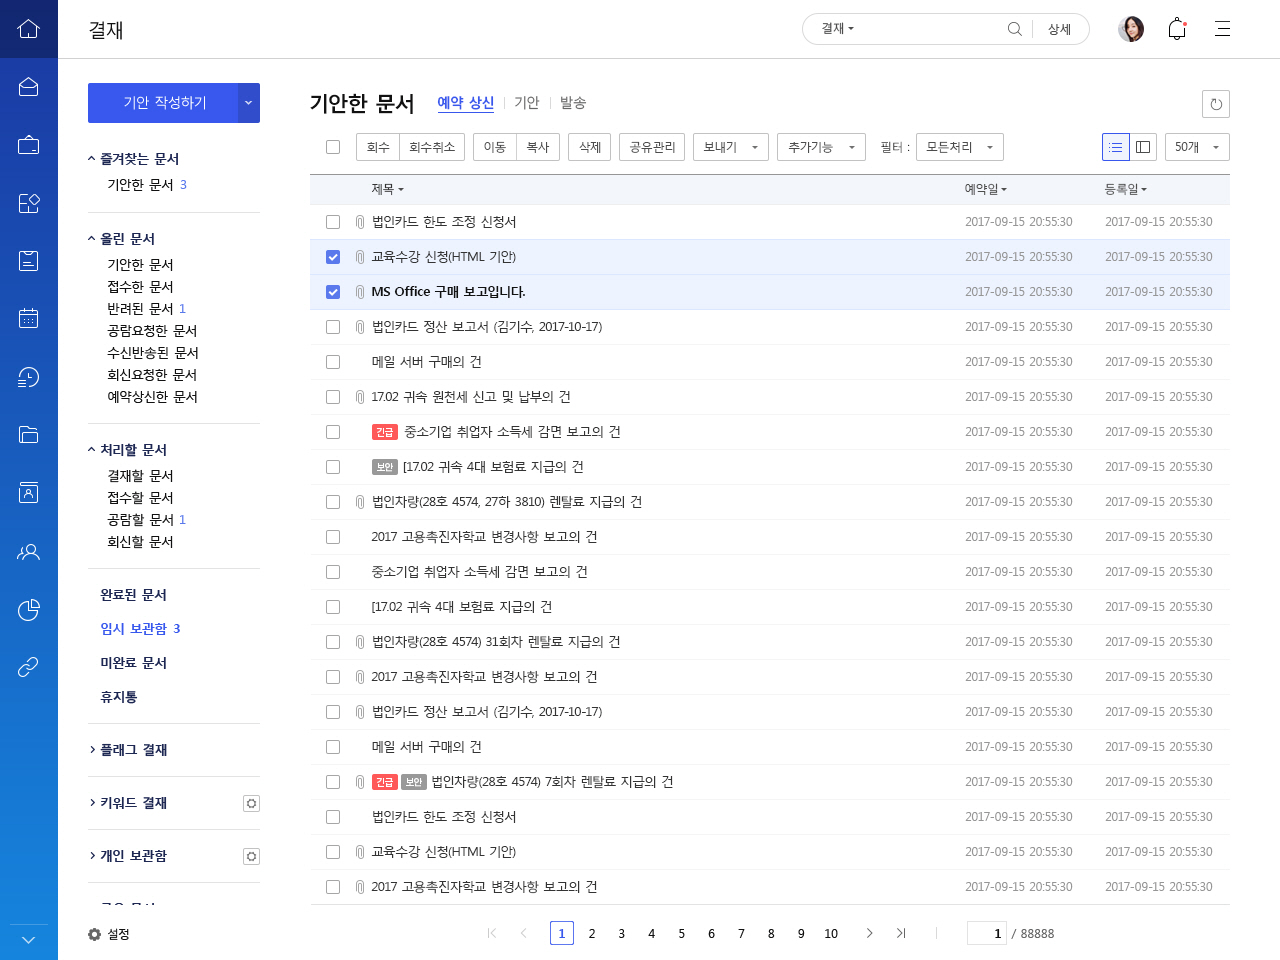 결재
결재
상세
기안 작성하기
즐겨찾는 문서
기안한 문서 3
올린 문서
기안한 문서
접수한 문서
반려된 문서 1
공람요청한 문서
수신반송된 문서
회신요청한 문서
예약상신한 문서
처리할 문서
결재할 문서
접수할 문서
공람할 문서 1
회신할 문서
완료된 문서
임시 보관함 3
미완료 문서
휴지통
플래그 결재
키워드 결재
개인 보관함
설정
기안한 문서 예약 상신 기안 발송
회수 회수취소 이동 복사 삭제 공유관리 보내기 추가기능 필터 : 모든처리 50개
제목 예약일 등록일
법인카드 한도 조정 신청서 2017-09-15 20:55:30 2017-09-15 20:55:30
교육수강 신청(HTML 기안) 2017-09-15 20:55:30 2017-09-15 20:55:30
MS Office 구매 보고입니다. 2017-09-15 20:55:30 2017-09-15 20:55:30
법인카드 정산 보고서 (김기수, 2017-10-17) 2017-09-15 20:55:30 2017-09-15 20:55:30
메일 서버 구매의 건 2017-09-15 20:55:30 2017-09-15 20:55:30
17.02 귀속 원천세 신고 및 납부의 건 2017-09-15 20:55:30 2017-09-15 20:55:30
긴급 중소기업 취업자 소득세 감면 보고의 건 2017-09-15 20:55:30 2017-09-15 20:55:30
보안 [17.02 귀속 4대 보험료 지급의 건 2017-09-15 20:55:30 2017-09-15 20:55:30
법인차량(28호 4574, 27하 3810) 렌탈료 지급의 건 2017-09-15 20:55:30 2017-09-15 20:55:30
2017 고용촉진자학교 변경사항 보고의 건 2017-09-15 20:55:30 2017-09-15 20:55:30
중소기업 취업자 소득세 감면 보고의 건 2017-09-15 20:55:30 2017-09-15 20:55:30
[17.02 귀속 4대 보험료 지급의 건 2017-09-15 20:55:30 2017-09-15 20:55:30
법인차량(28호 4574) 31회차 렌탈료 지급의 건 2017-09-15 20:55:30 2017-09-15 20:55:30
2017 고용촉진자학교 변경사항 보고의 건 2017-09-15 20:55:30 2017-09-15 20:55:30
법인카드 정산 보고서 (김기수, 2017-10-17) 2017-09-15 20:55:30 2017-09-15 20:55:30
메일 서버 구매의 건 2017-09-15 20:55:30 2017-09-15 20:55:30
긴급 보안 법인차량(28호 4574) 7회차 렌탈료 지급의 건 2017-09-15 20:55:30 2017-09-15 20:55:30
법인카드 한도 조정 신청서 2017-09-15 20:55:30 2017-09-15 20:55:30
교육수강 신청(HTML 기안) 2017-09-15 20:55:30 2017-09-15 20:55:30
2017 고용촉진자학교 변경사항 보고의 건 2017-09-15 20:55:30 2017-09-15 20:55:30
1 2 3 4 5 6 7 8 9 10 1 / 88888